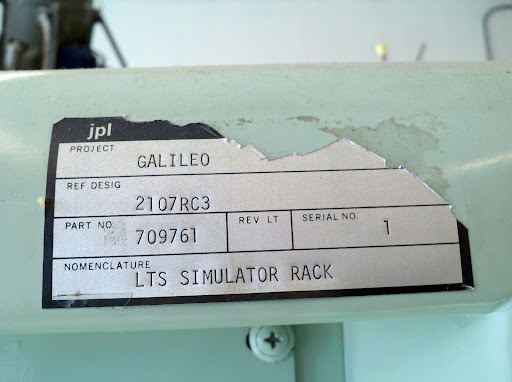 jpl
PROJECT
GALILEO
REF DESIG
2107RC3
PART NO. 709761 REV LT SERIAL NO. 1
NOMENCLATURE
LTS SIMULATOR RACK